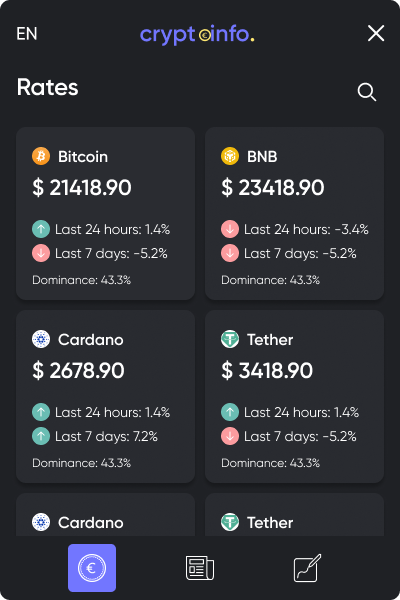 EN
crypt€info.
Rates
Bitcoin
$ 21418.90
Last 24 hours: 1.4%
Last 7 days: -5.2%
Dominance: 43.3%
BNB
$ 23418.90
Last 24 hours: -3.4%
Last 7 days: -5.2%
Dominance: 43.3%
Cardano
$ 2678.90
Last 24 hours: 1.4%
Last 7 days: 7.2%
Dominance: 43.3%
Tether
$ 3418.90
Last 24 hours: 1.4%
Last 7 days: -5.2%
Dominance: 43.3%
Cardano
Tether
€